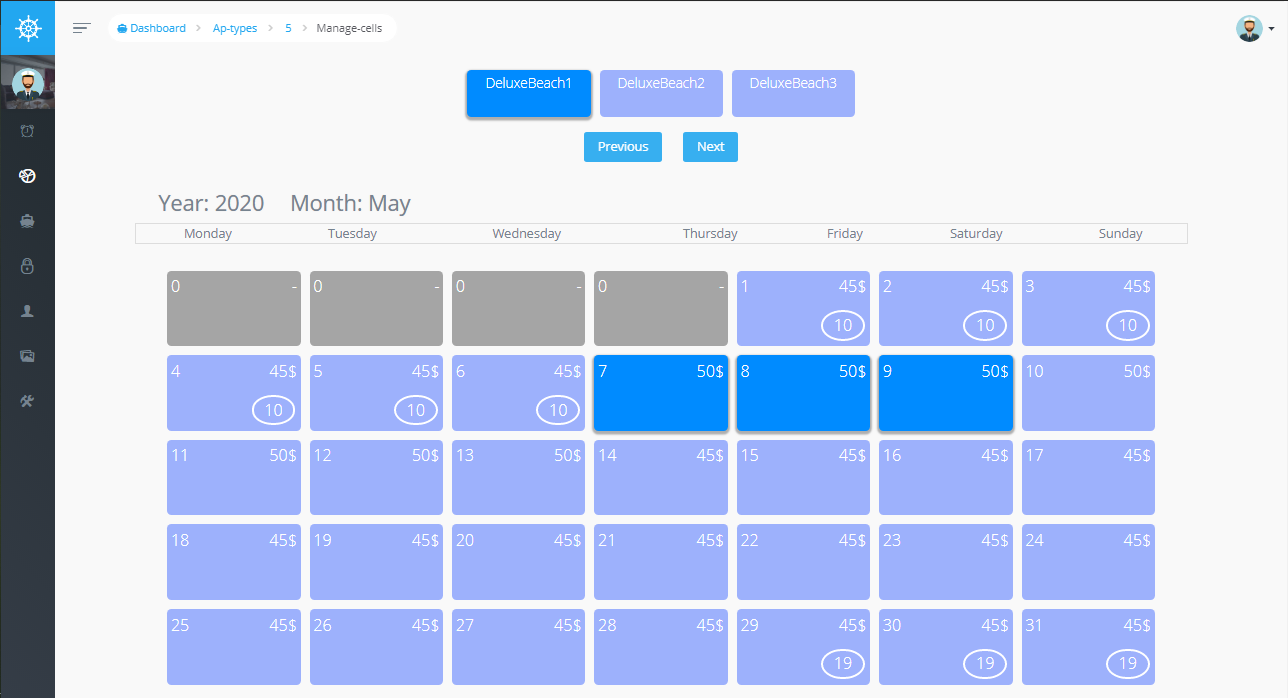 Dashboard > Ap-types > 5 > Manage-cells
DeluxeBeach1 DeluxeBeach2 DeluxeBeach3
Previous Next
Year: 2020 Month: May
Monday Tuesday Wednesday Thursday Friday Saturday Sunday
0 - 0 - 0 - 0 - 1 45$ 2 45$ 3 45$
10 10 10
4 45$ 5 45$ 6 45$ 7 50$ 8 50$ 9 50$ 10 50$
10 10 10
11 50$ 12 50$ 13 50$ 14 45$ 15 45$ 16 45$ 17 45$
18 45$ 19 45$ 20 45$ 21 45$ 22 45$ 23 45$ 24 45$
25 45$ 26 45$ 27 45$ 28 45$ 29 45$ 30 45$ 31 45$
19 19 19